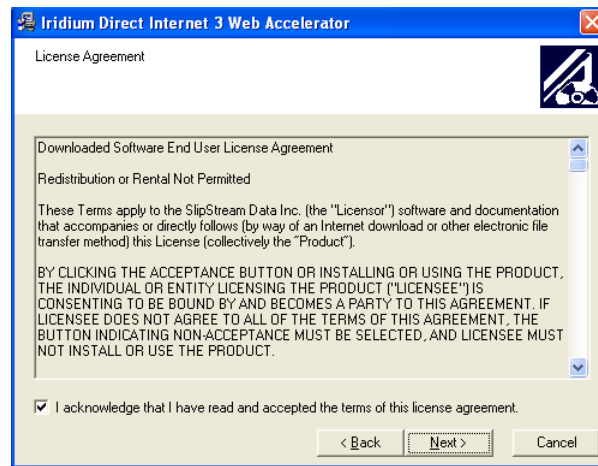 Iridium Direct Internet 3 Web Accelerator
License Agreement
Downloaded Software End User License Agreement
Redistribution or Rental Not Permitted
These Terms apply to the SlipStream Data Inc. (the "Licensor") software and documentation
that accompanies or directly follows (by way of an Internet download or other electronic file
transfer method) this License (collectively the "Product").
BY CLICKING THE ACCEPTANCE BUTTON OR INSTALLING OR USING THE PRODUCT,
THE INDIVIDUAL OR ENTITY LICENSING THE PRODUCT ("LICENSEE") IS
CONSENTING TO BE BOUND BY AND BECOMES A PARTY TO THIS AGREEMENT. IF
LICENSEE DOES NOT AGREE TO ALL OF THE TERMS OF THIS AGREEMENT, THE
BUTTON INDICATING NON-ACCEPTANCE MUST BE SELECTED, AND LICENSEE MUST
NOT INSTALL OR USE THE PRODUCT.
I acknowledge that I have read and accepted the terms of this license agreement.
< Back Next > Cancel